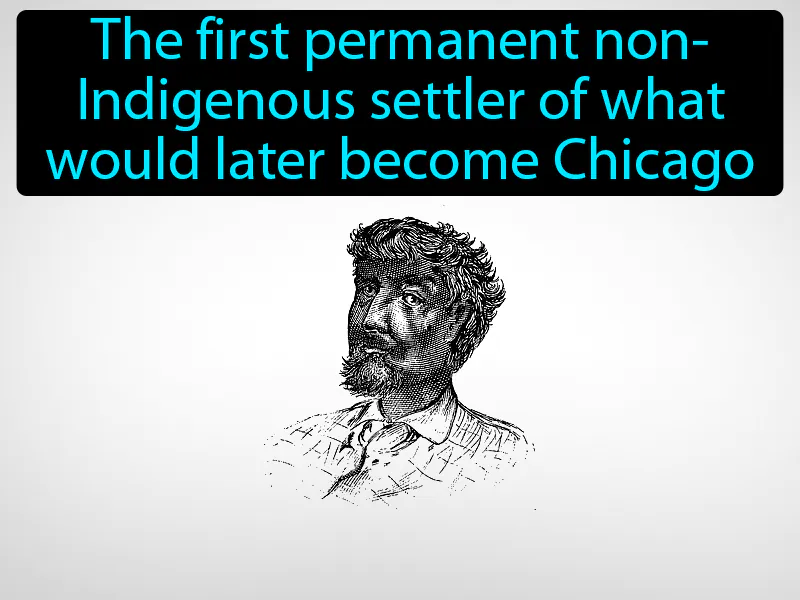 The first permanent non-
Indigenous settler of what
would later become Chicago